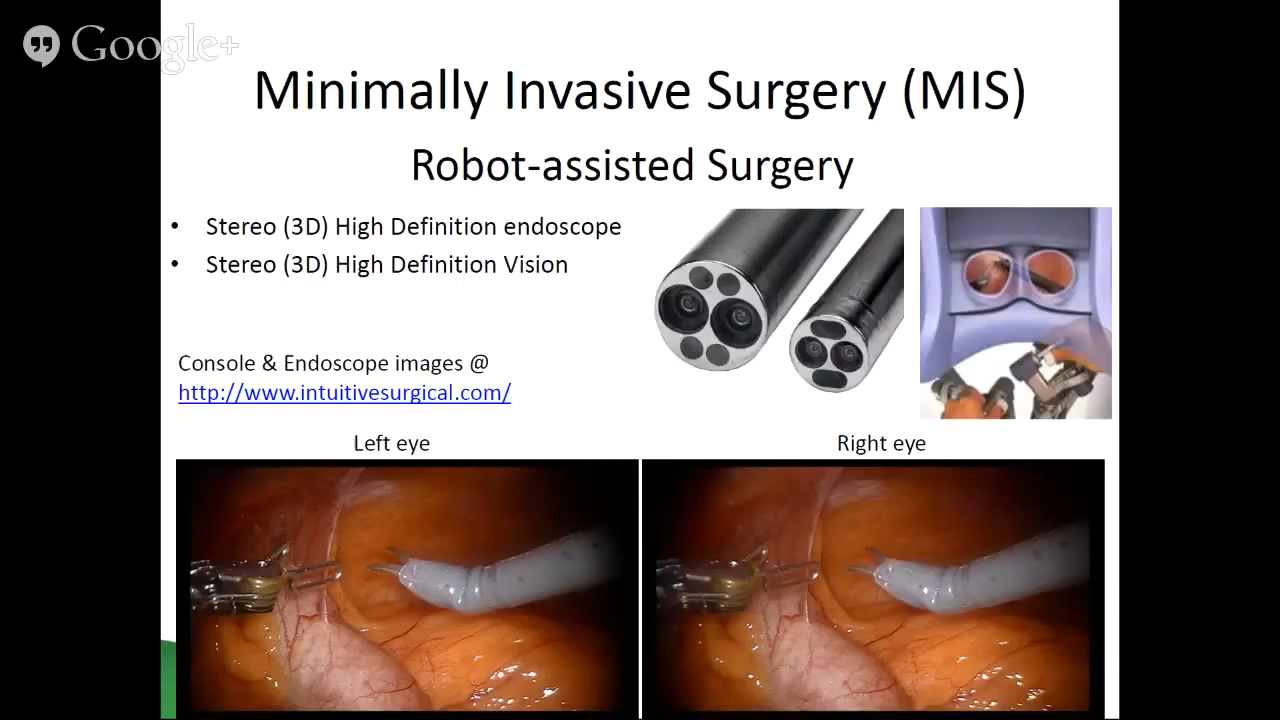 Google+
Minimally Invasive Surgery (MIS)
Robot-assisted Surgery
• Stereo (3D) High Definition endoscope
• Stereo (3D) High Definition Vision
Console & Endoscope images @
http://www.intuitivesurgical.com/
Left eye
Right eye